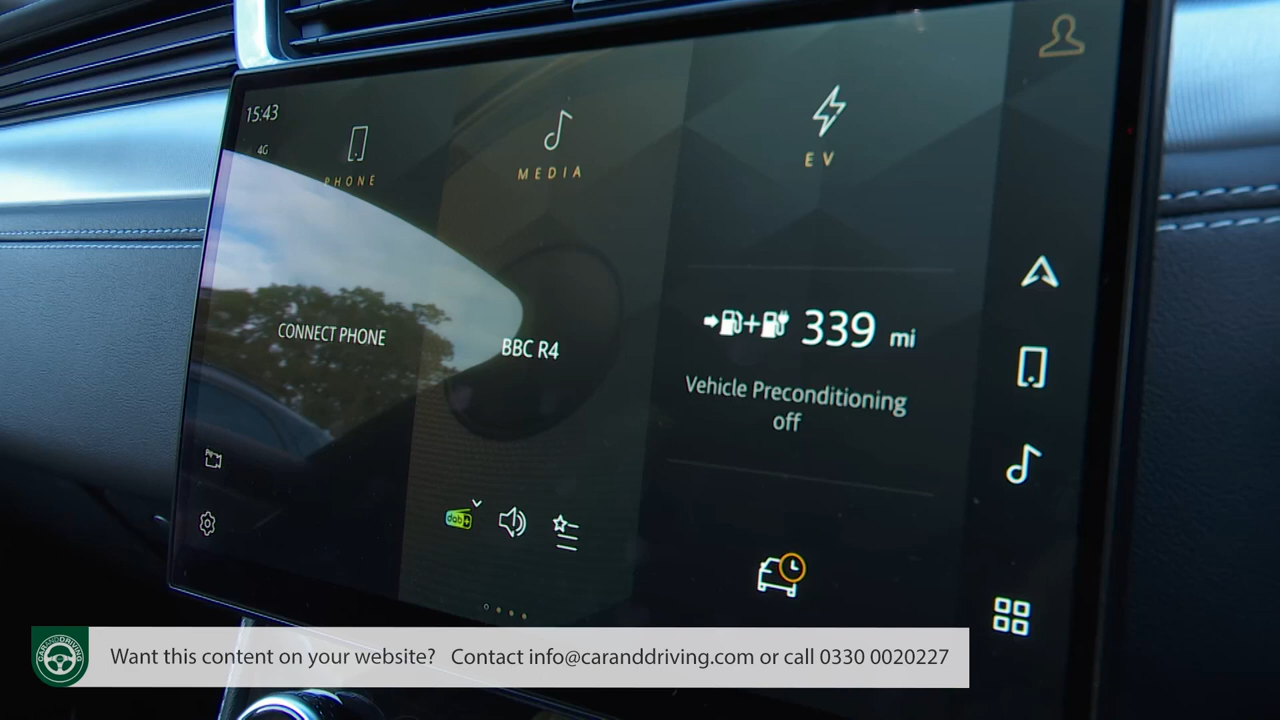 15:43
4G
PHONE
MEDIA
EV
CONNECT PHONE
BBC R4
339 mi
Vehicle Preconditioning
off
dab+
CARANDDRIVING
Want this content on your website? Contact info@caranddriving.com or call 0330 0020227